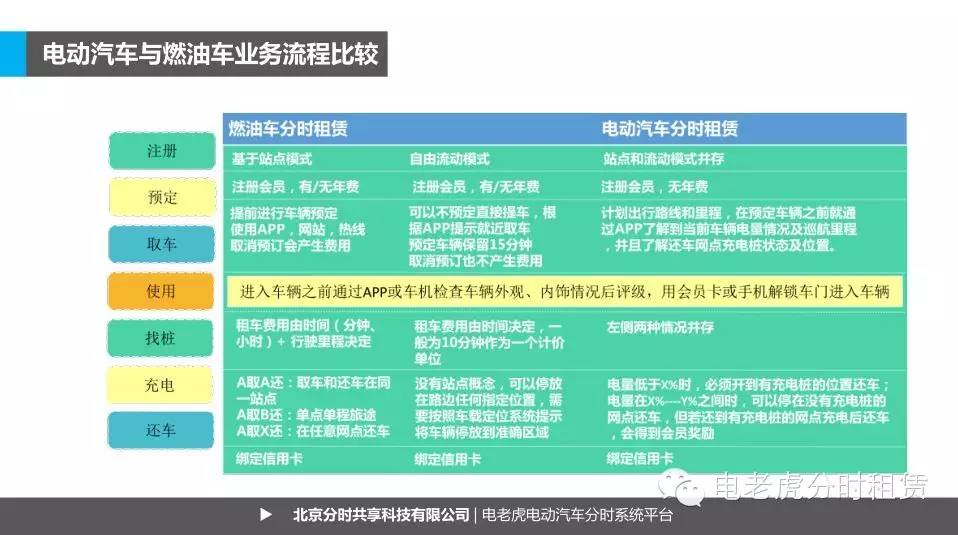 电动汽车与燃油车业务流程比较
注册
预定
取车
使用
找桩
充电
还车
燃油车分时租赁 电动汽车分时租赁
基于站点模式 自由流动模式 站点和流动模式并存
注册会员，有/无年费 注册会员，有/无年费 注册会员，无年费
提前进行车辆预定
使用APP，网站，热线
取消预订会产生费用
可以不预定直接提车，根
据APP提示就近取车
预定车辆保留15分钟
取消预订也不产生费用
计划出行路线和里程，在预定车辆之前就通
过APP了解到当前车辆电量情况及巡航里程
，并且了解还车网点充电桩状态及位置。
进入车辆之前通过APP或车机检查车辆外观、内饰情况后评级，用会员卡或手机解锁车门进入车辆
租车费用由时间（分钟、
小时）+ 行驶里程决定
租车费用由时间决定，一
般为10分钟作为一个计价
单位
左侧两种情况并存
A取A还：取车和还车在同
一站点
A取B还：单点单程旅途
A取X还：在任意网点还车
没有站点概念，可以停放
在路边任何指定位置，需
要按照车载定位系统提示
将车辆停放到准确区域
电量低于X%时，必须开到有充电桩的位置还车；
电量在X%----Y%之间时，可以停在没有充电桩的
网点还车，但若还到有充电桩的网点充电后还车
，会得到会员奖励
绑定信用卡 绑定信用卡 绑定信用卡
电老虎分时租赁
北京分时共享科技有限公司 | 电老虎电动汽车分时系统平台